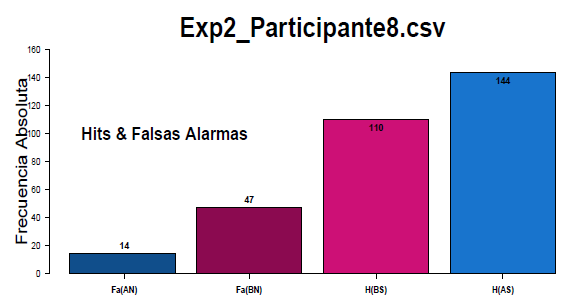 Exp2_Participante8.csv
Frecuencia Absoluta
160
140
120
100
80
60
40
20
0
Hits & Falsas Alarmas
14
47
110
144
Fa(AN)
Fa(BN)
H(BS)
H(AS)